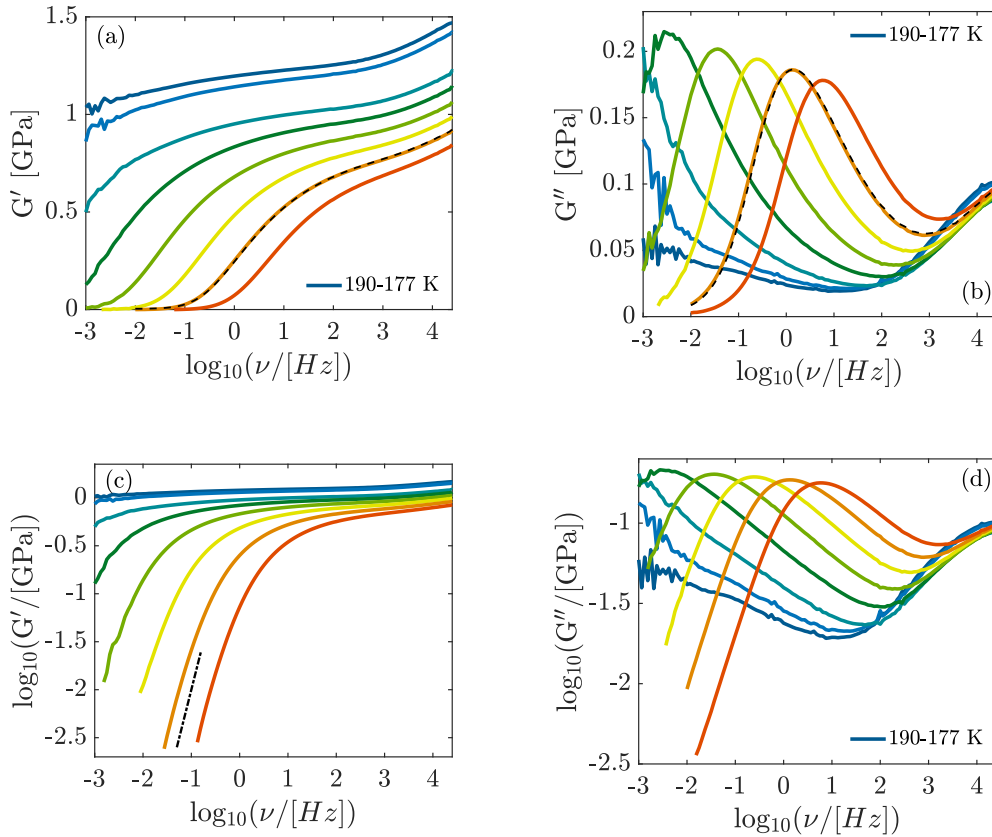 (a)
1.5
1
0.5
0
G′ [GPa]
190-177 K
-3 -2 -1 0 1 2 3 4
log₁₀(ν/[Hz])
(b)
0.2
0.15
0.1
0.05
0
G″ [GPa]
190-177 K
-3 -2 -1 0 1 2 3 4
log₁₀(ν/[Hz])
(c)
0
-0.5
-1
-1.5
-2
-2.5
log₁₀(G′/[GPa])
-3 -2 -1 0 1 2 3 4
log₁₀(ν/[Hz])
(d)
-1
-1.5
-2
-2.5
log₁₀(G″/[GPa])
190-177 K
-3 -2 -1 0 1 2 3 4
log₁₀(ν/[Hz])